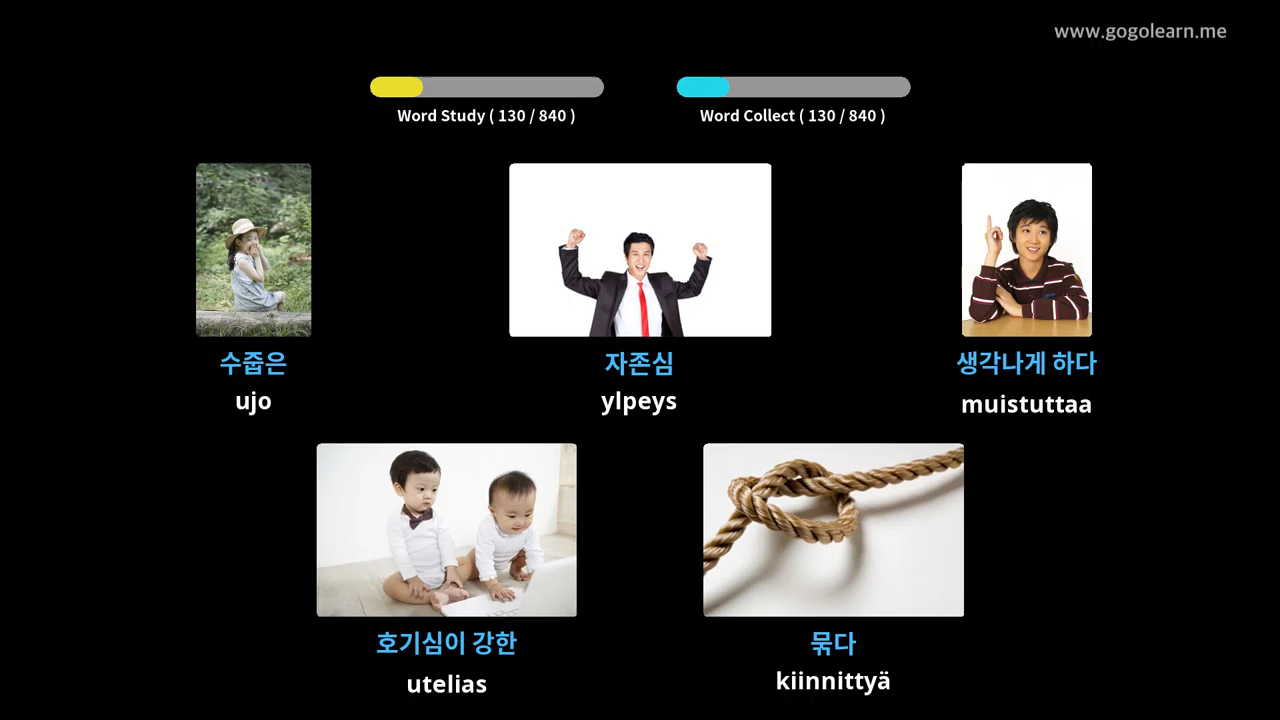 www.gogolearn.me
Word Study ( 130 / 840 )
Word Collect ( 130 / 840 )
수줍은
ujo
자존심
ylpeys
생각나게 하다
muistuttaa
호기심이 강한
utelias
묶다
kiinnittyä